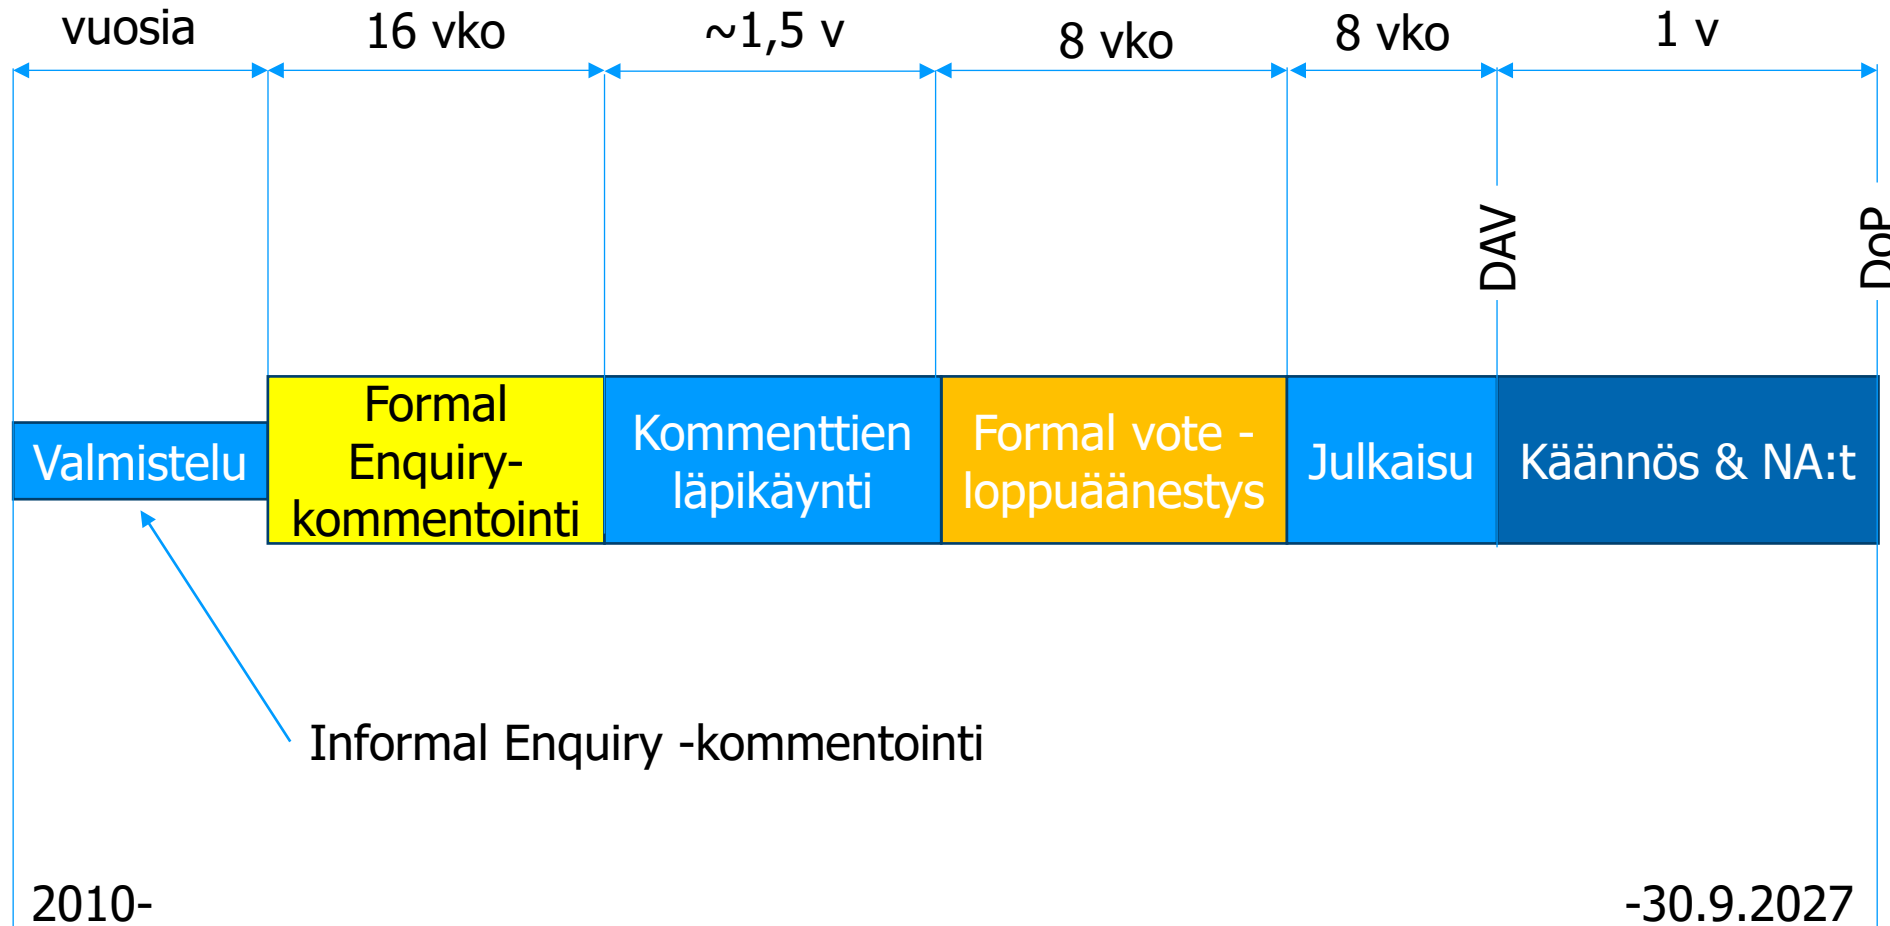 vuosia
16 vko
~1,5 v
8 vko
8 vko
1 v
DAV
DoP
Valmistelu
Formal
Enquiry-
kommentointi
Kommenttien
läpikäynti
Formal vote -
loppuäänestys
Julkaisu
Käännös & NA:t
Informal Enquiry -kommentointi
2010-
-30.9.2027